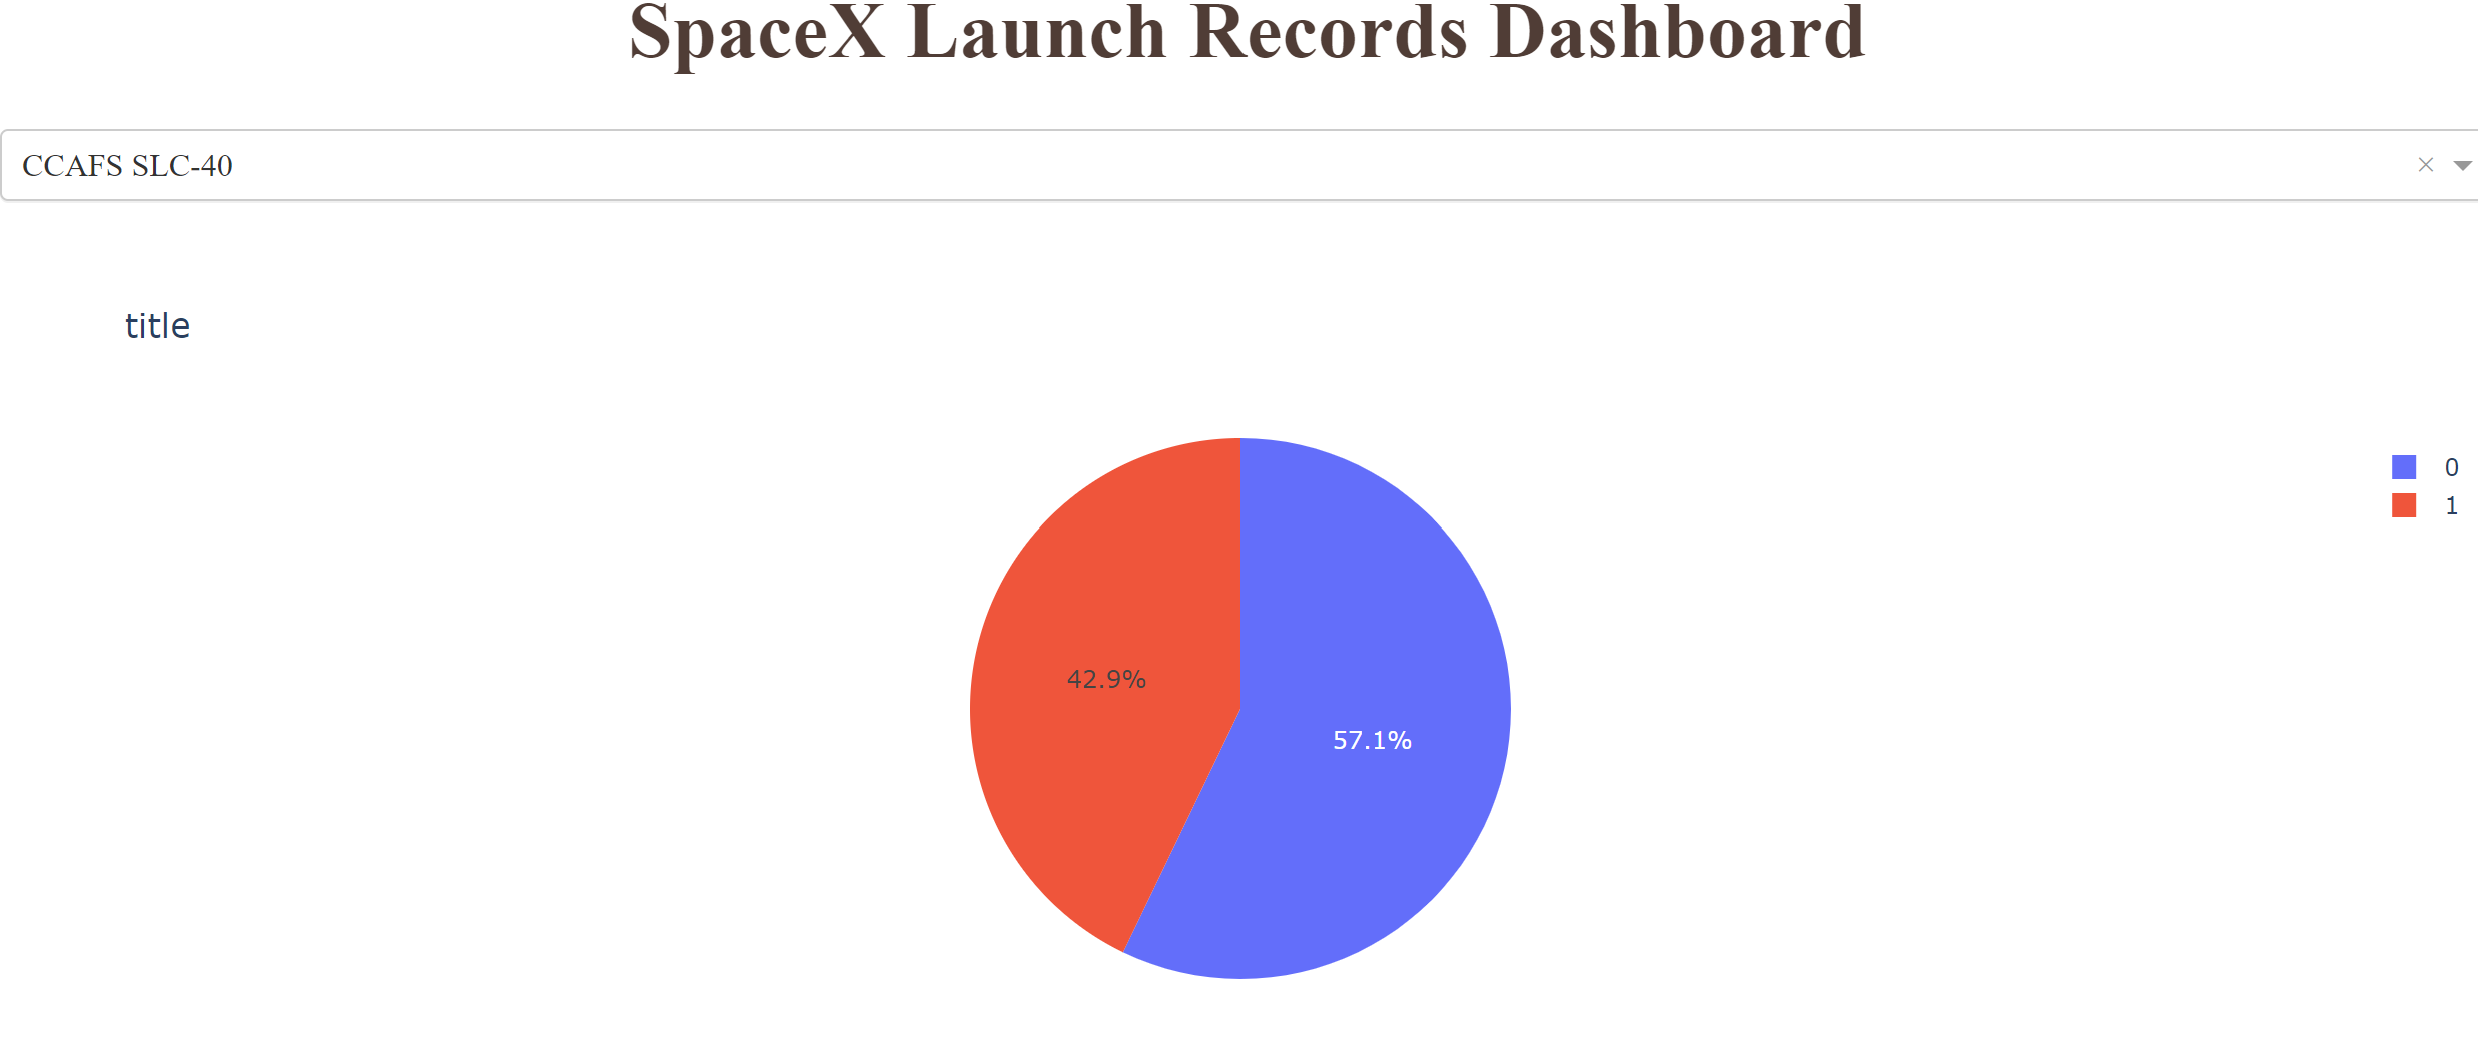 SpaceX Launch Records Dashboard
CCAFS SLC-40
title
0
1
42.9%
57.1%